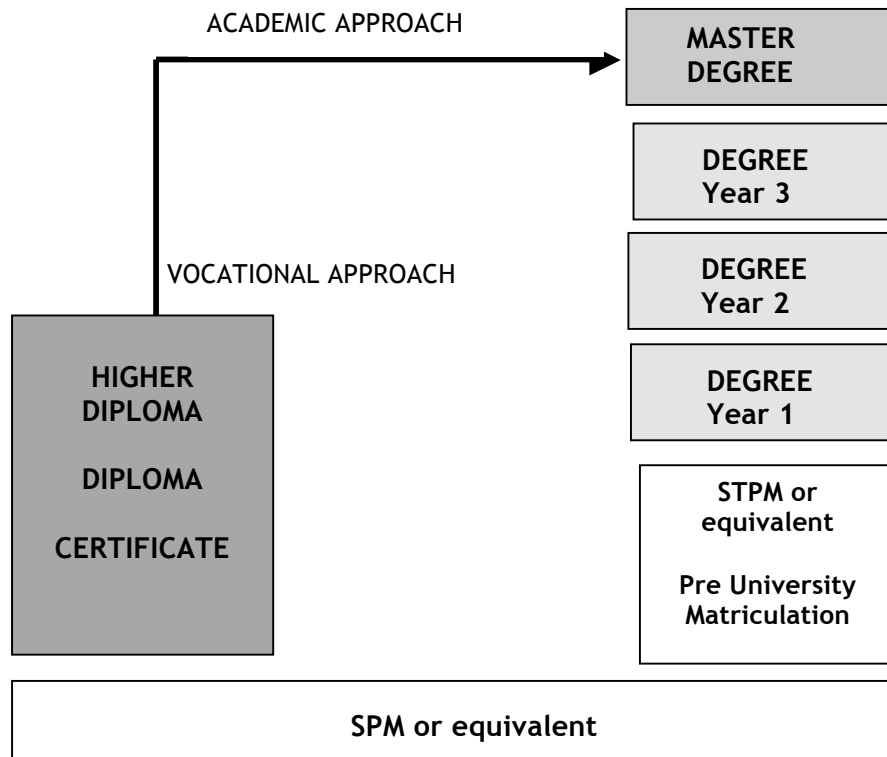 ACADEMIC APPROACH
MASTER
DEGREE
DEGREE
Year 3
VOCATIONAL APPROACH
DEGREE
Year 2
HIGHER
DIPLOMA
DIPLOMA
CERTIFICATE
DEGREE
Year 1
STPM or
equivalent
Pre University
Matriculation
SPM or equivalent